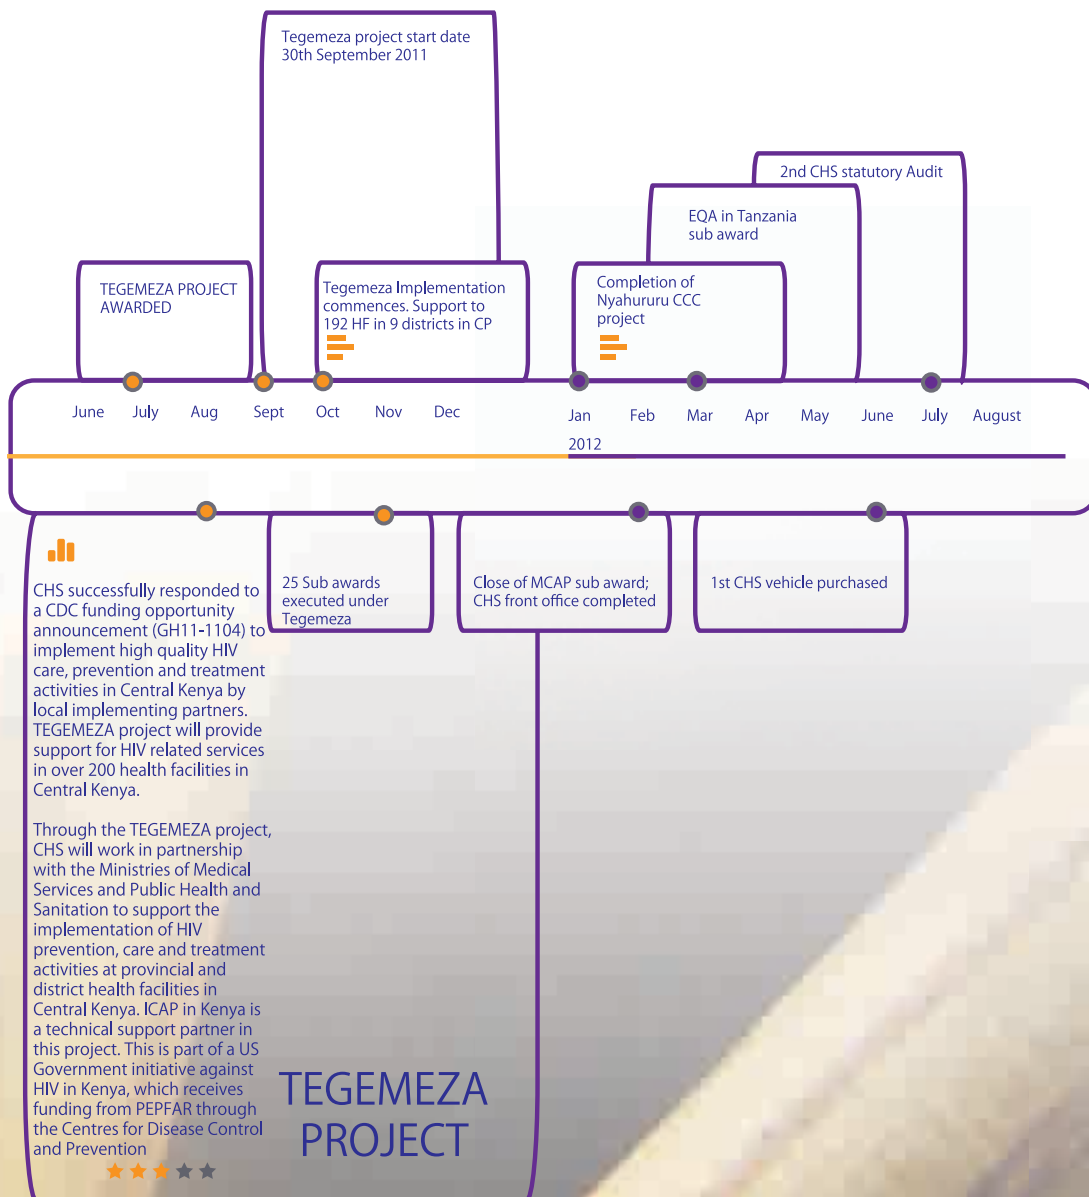 Tegemeza project start date
30th September 2011
2nd CHS statutory Audit
EQA in Tanzania
sub award
TEGEMEZA PROJECT
AWARDED
Tegemeza Implementation
commences. Support to
192 HF in 9 districts in CP
Completion of
Nyahururu CCC
project
June July Aug Sept Oct Nov Dec
Jan Feb Mar Apr May June July August
2012
25 Sub awards
executed under
Tegemeza
Close of MCAP sub award;
CHS front office completed
1st CHS vehicle purchased
CHS successfully responded to
a CDC funding opportunity
announcement (GH11-1104) to
implement high quality HIV
care, prevention and treatment
activities in Central Kenya by
local implementing partners.
TEGEMEZA project will provide
support for HIV related services
in over 200 health facilities in
Central Kenya.
Through the TEGEMEZA project,
CHS will work in partnership
with the Ministries of Medical
Services and Public Health and
Sanitation to support the
implementation of HIV
prevention, care and treatment
activities at provincial and
district health facilities in
Central Kenya. ICAP in Kenya is
a technical support partner in
this project. This is part of a US
Government initiative against
HIV in Kenya, which receives
funding from PEPFAR through
the Centres for Disease Control
and Prevention
TEGEMEZA
PROJECT